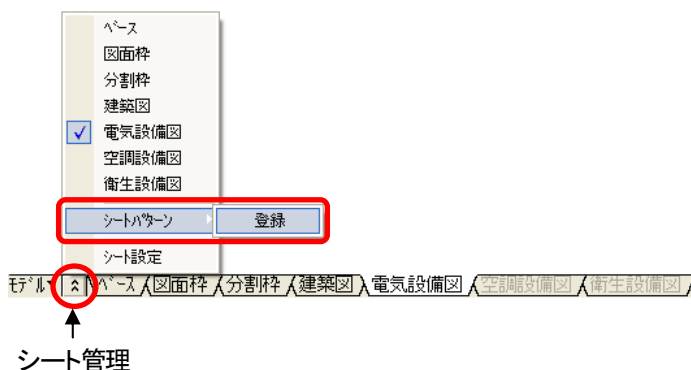 ﾍﾞｰｽ
図面枠
分割枠
建築図
電気設備図
空調設備図
衛生設備図
ｼｰﾄﾊﾟﾀｰﾝ 登録
ｼｰﾄ設定
ﾓﾃﾞﾙ ﾍﾞｰｽ 図面枠 分割枠 建築図 電気設備図 空調設備図 衛生設備図
シート管理